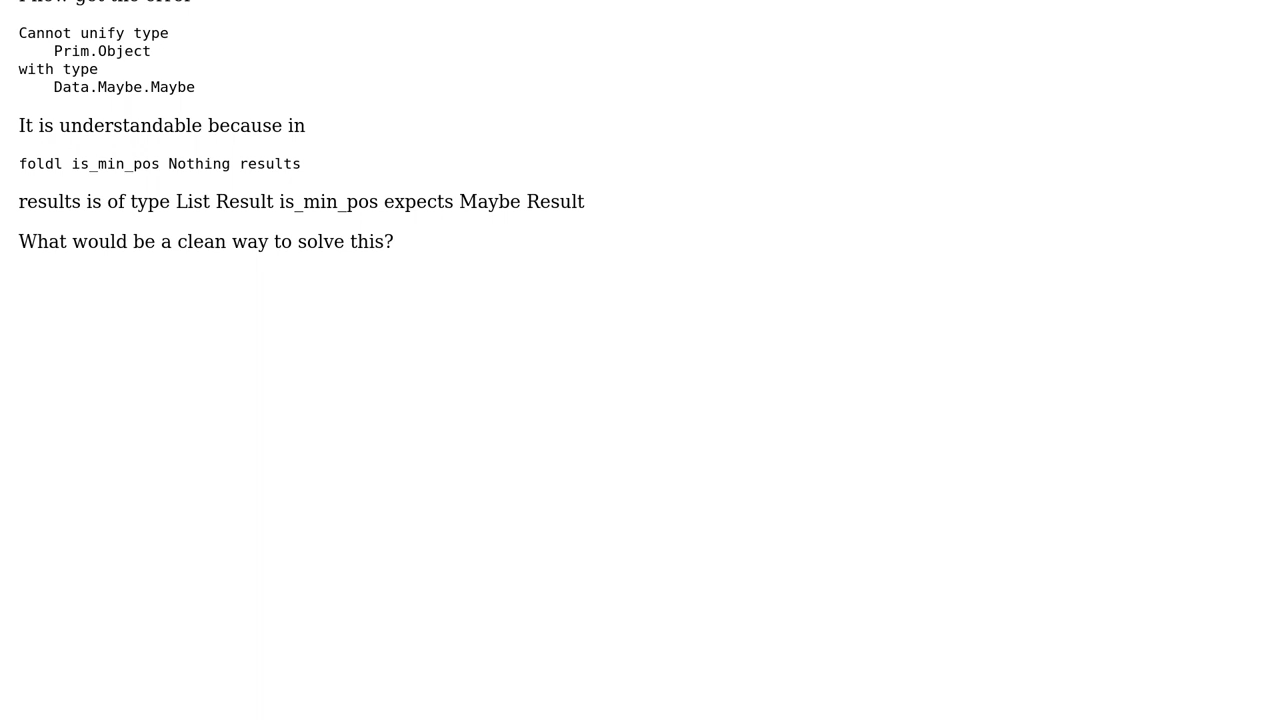 Cannot unify type
Prim.Object
with type
Data.Maybe.Maybe
It is understandable because in
foldl is_min_pos Nothing results
results is of type List Result is_min_pos expects Maybe Result
What would be a clean way to solve this?